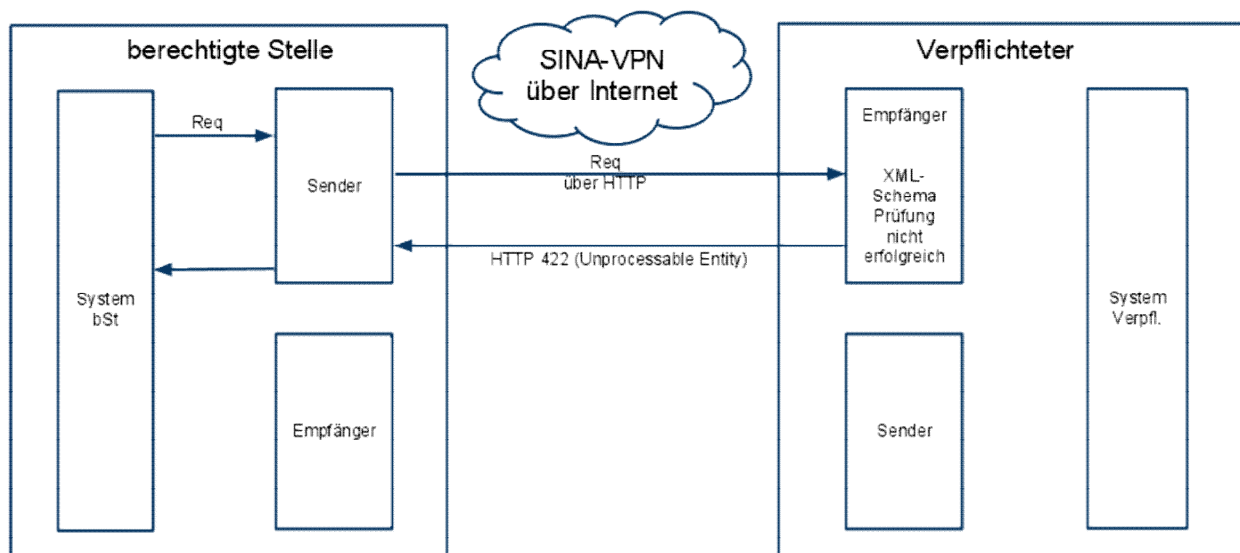 berechtigte Stelle
SINA-VPN
über Internet
Verpflichteter
Req
Sender
Req
über HTTP
HTTP 422 (Unprocessable Entity)
Empfänger
XML-
Schema
Prüfung
nicht
erfolgreich
System
bSt
Empfänger
Sender
System
Verpfl.